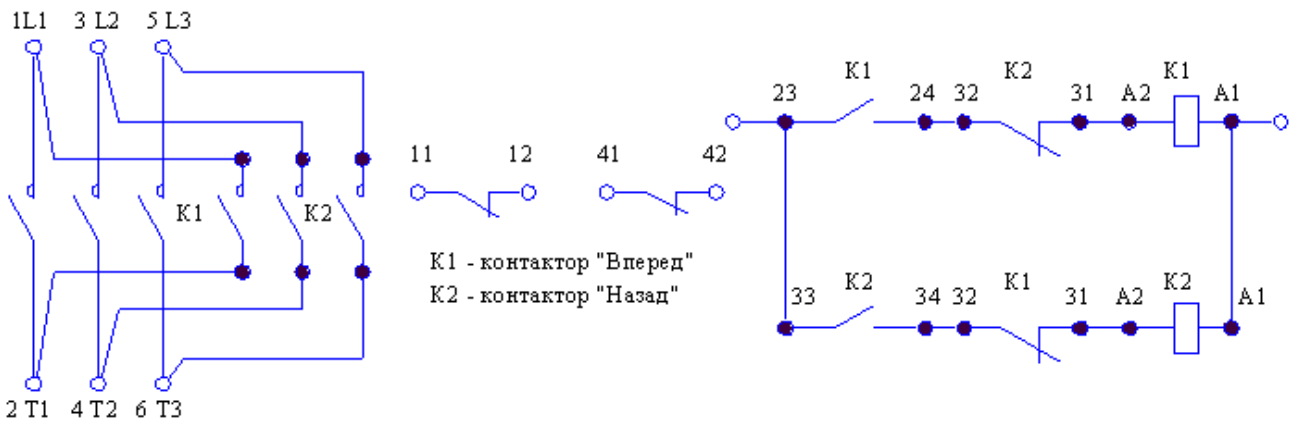 1L1 3 L2 5 L3
K1 K2
2 T1 4 T2 6 T3
11 12 41 42
К1 - контактор "Вперед"
К2 - контактор "Назад"
K1 K2 K1
23 24 32 31 A2 A1
K2 K1 K2
33 34 32 31 A2 A1